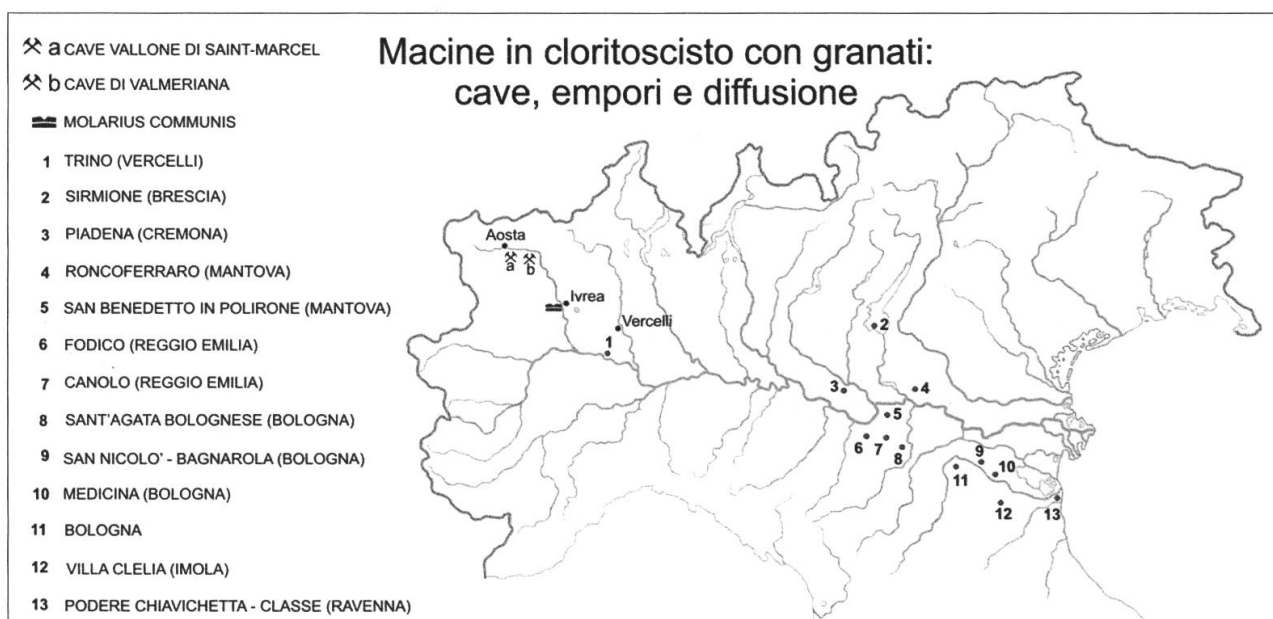 Macine in cloritoscisto con granati:
cave, empori e diffusione
a CAVE VALLONE DI SAINT-MARCEL
b CAVE DI VALMERIANA
MOLARIUS COMMUNIS
1 TRINO (VERCELLI)
2 SIRMIONE (BRESCIA)
3 PIADENA (CREMONA)
4 RONCOFERRARO (MANTOVA)
5 SAN BENEDETTO IN POLIRONE (MANTOVA)
6 FODICO (REGGIO EMILIA)
7 CANOLO (REGGIO EMILIA)
8 SANT'AGATA BOLOGNESE (BOLOGNA)
9 SAN NICOLO' - BAGNAROLA (BOLOGNA)
10 MEDICINA (BOLOGNA)
11 BOLOGNA
12 VILLA CLELIA (IMOLA)
13 PODERE CHIAVICHETTA - CLASSE (RAVENNA)
Aosta
a
b
Ivrea
Vercelli
1
2
3
4
5
6
7
8
9
10
11
12
13